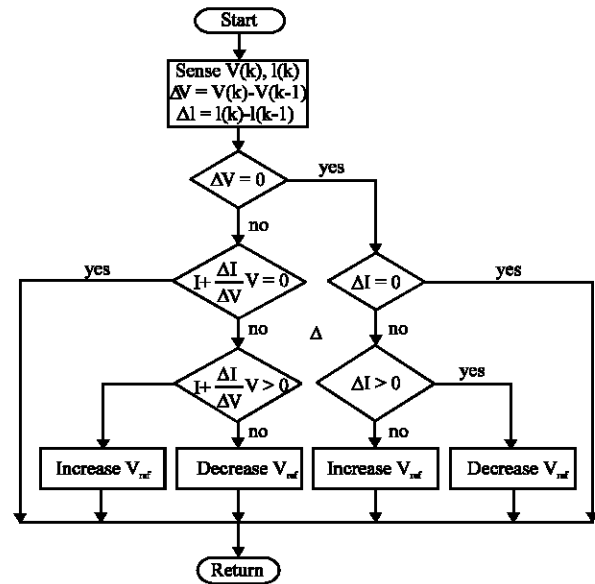 Start
Sense V(k), l(k)
ΔV = V(k)-V(k-1)
Δl = l(k)-l(k-1)
ΔV = 0
yes
no
yes
I+ ΔI/ΔV V = 0
ΔI = 0
yes
no
Δ
no
I+ ΔI/ΔV V > 0
ΔI > 0
yes
no
no
Increase Vref
Decrease Vref
Increase Vref
Decrease Vref
Return